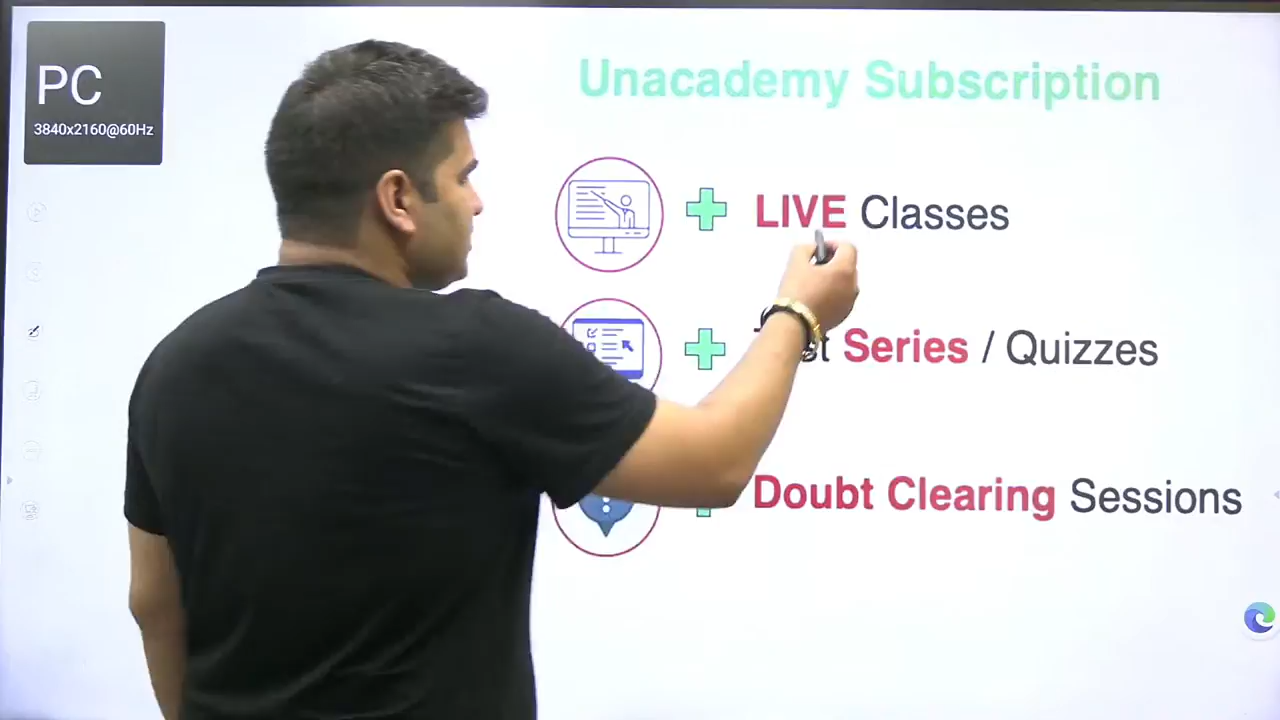 PC
3840x2160@60Hz
Unacademy Subscription
LIVE Classes
Series / Quizzes
Doubt Clearing Sessions